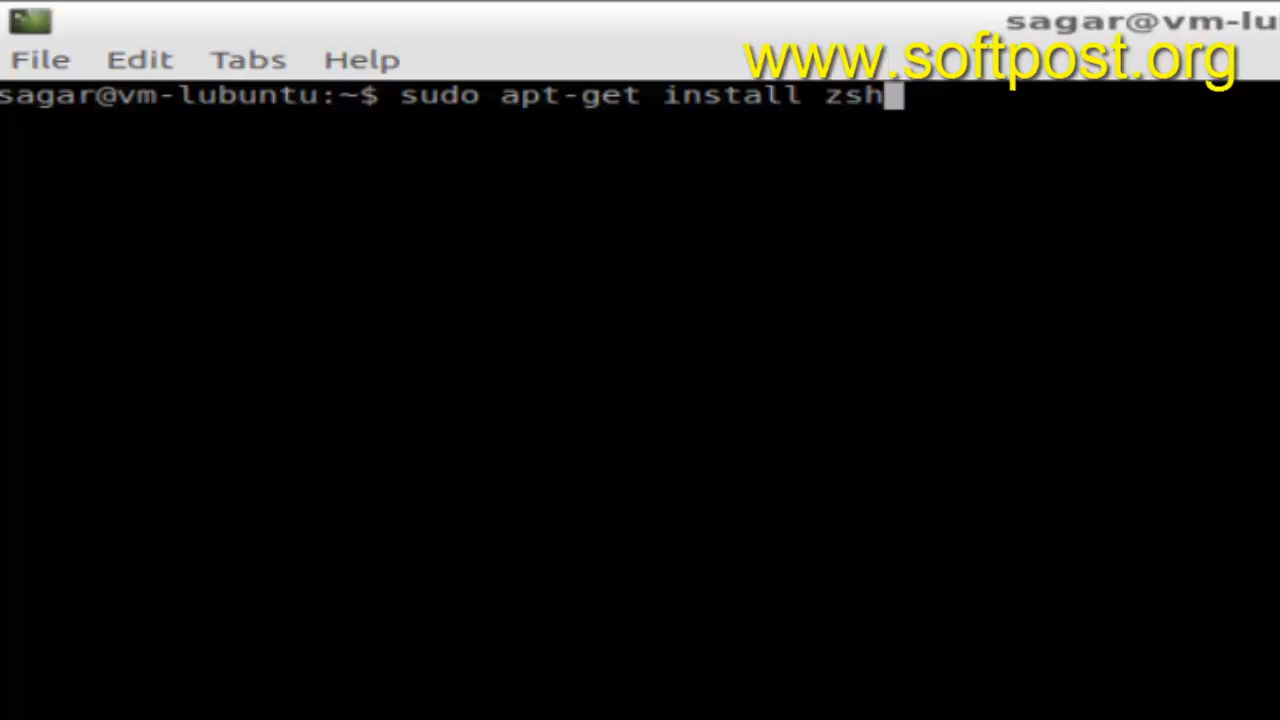 sagar@vm-lu
File Edit Tabs Help
www.softpost.org
sagar@vm-lubuntu:~$ sudo apt-get install zsh